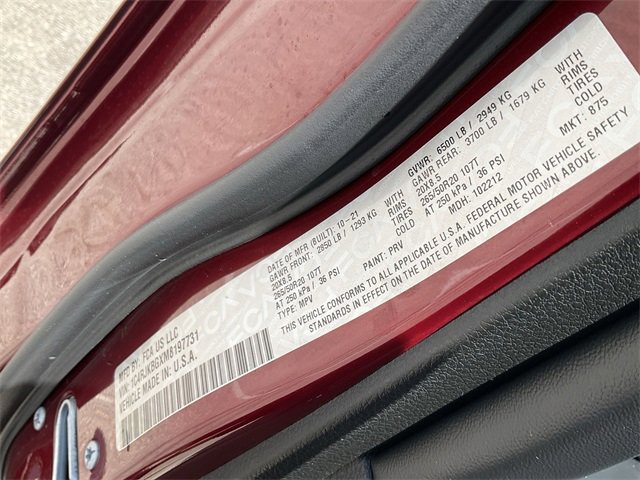 MFD BY: FCA US LLC
VIN: 1C4RJKBGXM8197731
VEHICLE MADE IN: U.S.A.
DATE OF MFR (BUILT): 10-21
GVWR: 6500 LB / 2949 KG
GAWR FRONT: 2850 LB / 1293 KG WITH
20X8.5 RIMS
265/50R20 107T TIRES
AT 250 kPa / 36 PSI COLD
GAWR REAR: 3700 LB / 1679 KG WITH
20X8.5 RIMS
265/50R20 107T TIRES
AT 250 kPa / 36 PSI COLD
TYPE: MPV PAINT: PRV MDH: 102212 MKT: 875
THIS VEHICLE CONFORMS TO ALL APPLICABLE U.S.A. FEDERAL MOTOR VEHICLE SAFETY
STANDARDS IN EFFECT ON THE DATE OF MANUFACTURE SHOWN ABOVE.